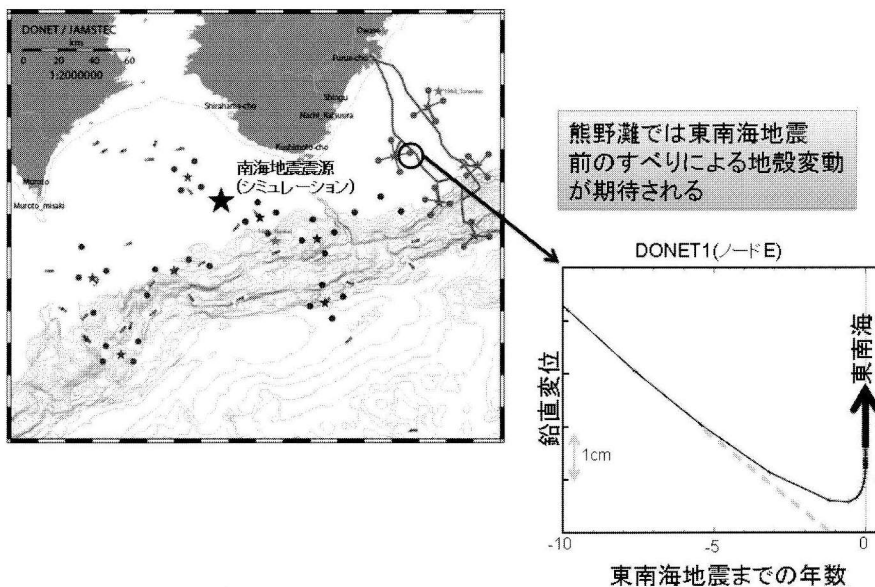 DONET / JAMSTEC
km
0 20 40 60
1:2000000
Owase
Furue-cho
Shingu
Nachi_Katsuura
Shirahama-cho
Kushimoto-cho
南海地震震源
(シミュレーション)
Muroto
Muroto_misaki
熊野灘では東南海地震
前のすべりによる地殻変動
が期待される
DONET1(ノードE)
鉛直変位
1cm
東南海
-10 -5 0
東南海地震までの年数